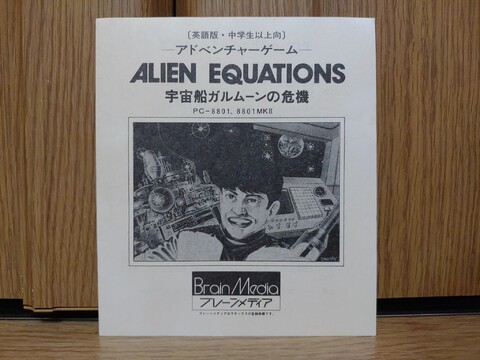 〔英語版・中学生以上向〕
アドベンチャーゲーム
ALIEN EQUATIONS
宇宙船ガルムーンの危機
PC-8801, 8801MKⅡ
Brain Media
ブレーンメディア